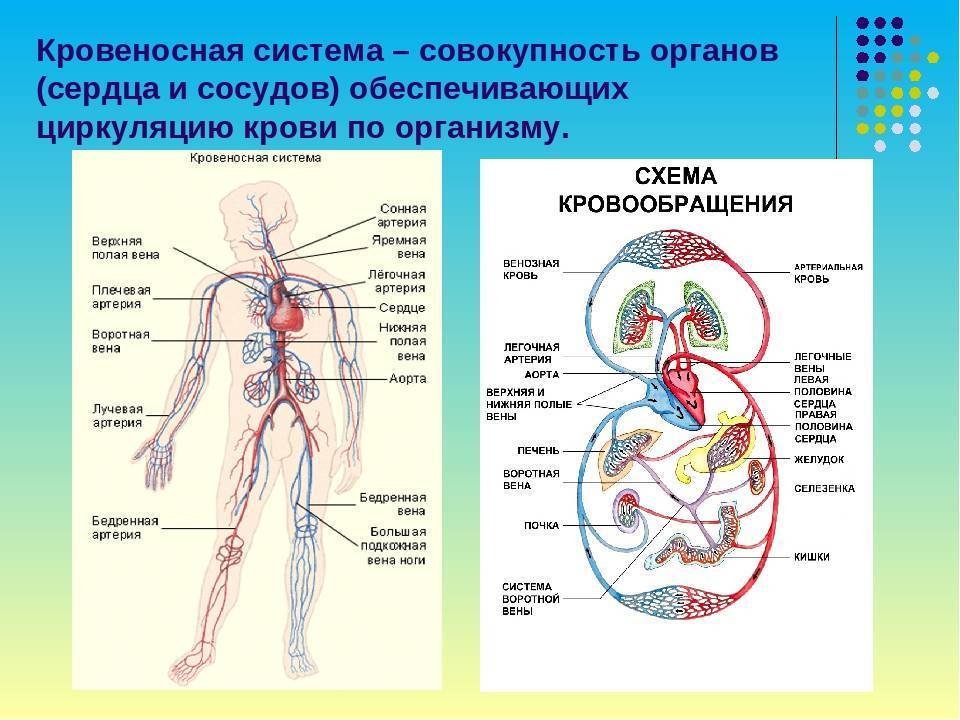 Кровеносная система – совокупность органов
(сердца и сосудов) обеспечивающих
циркуляцию крови по организму.
Кровеносная система
Верхняя
полая вена
Плечевая
артерия
Воротная
вена
Лучевая
артерия
Бедренная
артерия
Сонная
артерия
Яремная
вена
Лёгочная
артерия
Сердце
Нижняя
полая
вена
Аорта
Бедренная
вена
Большая
подкожная
вена ноги
СХЕМА
КРОВООБРАЩЕНИЯ
ВЕНОЗНАЯ
КРОВЬ
ЛЕГОЧНАЯ
АРТЕРИЯ
АОРТА
ВЕРХНЯЯ И
НИЖНЯЯ ПОЛЫЕ
ВЕНЫ
ПЕЧЕНЬ
ВОРОТНАЯ
ВЕНА
ПОЧКА
СИСТЕМА
ВОРОТНОЙ
ВЕНЫ
АРТЕРИАЛЬНАЯ
КРОВЬ
ЛЕГОЧНЫЕ
ВЕНЫ
ЛЕВАЯ
ПОЛОВИНА
СЕРДЦА
ПРАВАЯ
ПОЛОВИНА
СЕРДЦА
ЖЕЛУДОК
СЕЛЕЗЕНКА
КИШКИ